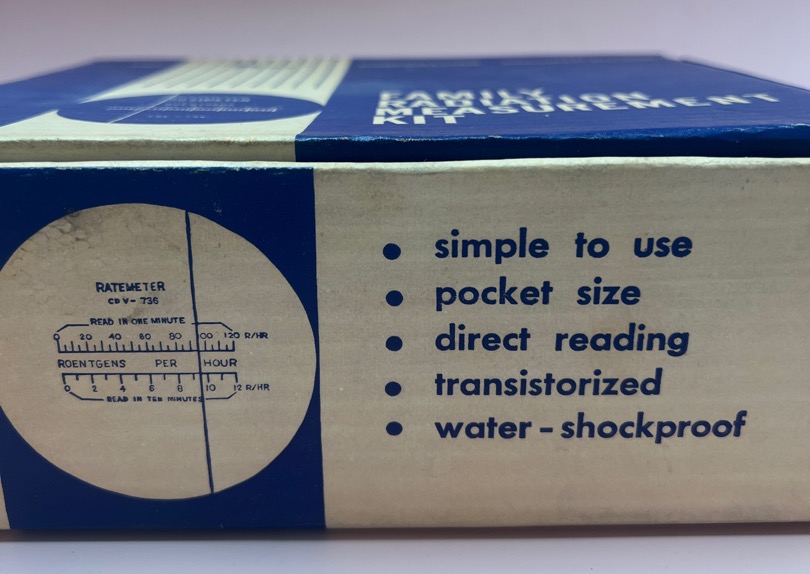 FAMILY
RADIATION
MEASUREMENT
KIT
RATEMETER
CD V - 736
READ IN ONE MINUTE
0 20 40 60 80 100 120 R/HR
ROENTGENS PER HOUR
0 2 4 6 8 10 12 R/HR
READ IN TEN MINUTES
• simple to use
• pocket size
• direct reading
• transistorized
• water - shockproof